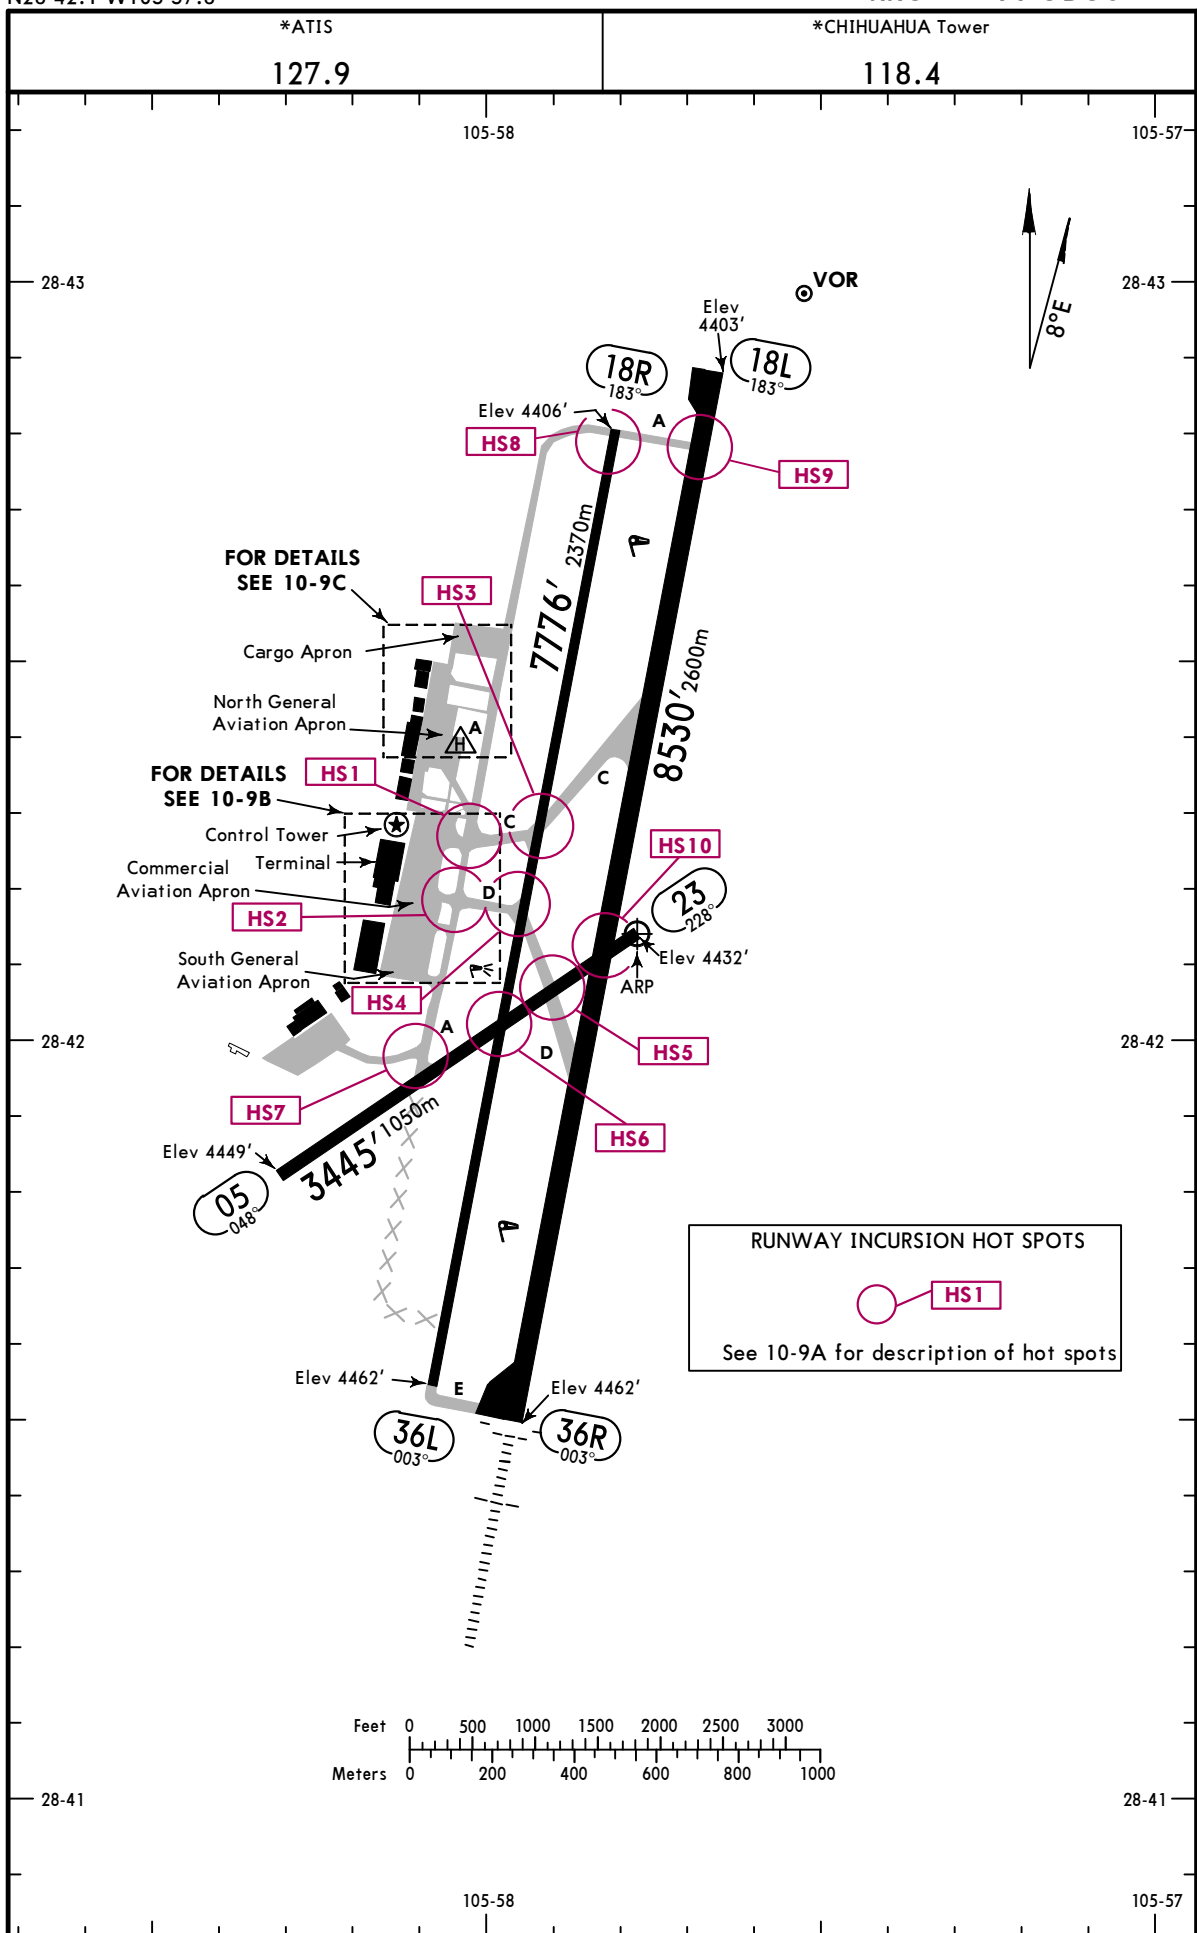 *ATIS
127.9
*CHIHUAHUA Tower
118.4
105-58
105-57
28-43
VOR
28-43
8°E
Elev
4403'
18R
183°
18L
183°
Elev 4406'
A
HS8
HS9
2370m
7776'
FOR DETAILS
SEE 10-9C
HS3
Cargo Apron
8530' 2600m
North General
Aviation Apron
A
H
FOR DETAILS
SEE 10-9B
HS1
C
Control Tower
C
Terminal
HS10
Commercial
Aviation Apron
D
HS2
23
228°
South General
Aviation Apron
Elev 4432'
ARP
HS4
A
28-42
28-42
D
HS5
HS7
HS6
3445' 1050m
Elev 4449'
05
048°
RUNWAY INCURSION HOT SPOTS
HS1
See 10-9A for description of hot spots
Elev 4462'
E
Elev 4462'
36L
003°
36R
003°
Feet 0 500 1000 1500 2000 2500 3000
Meters 0 200 400 600 800 1000
28-41
28-41
105-58
105-57